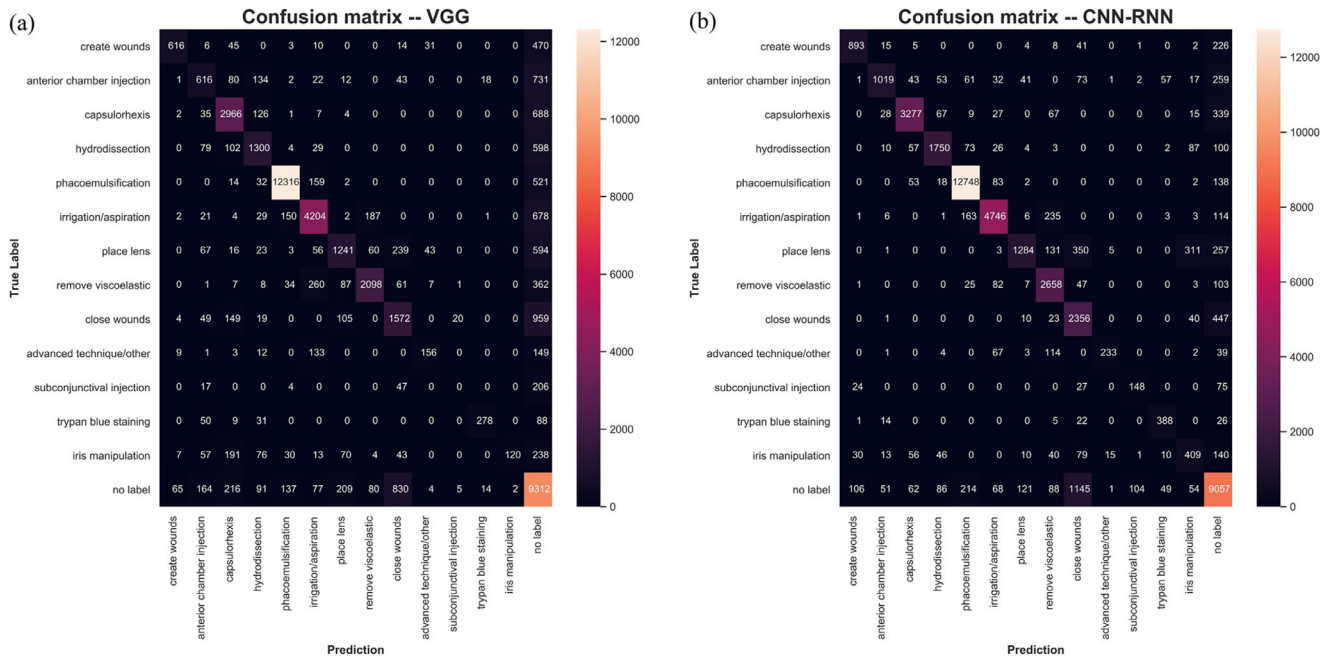 (a)
Confusion matrix -- VGG
True Label
create wounds 616 6 45 0 3 10 0 0 14 31 0 0 0 470
anterior chamber injection 1 616 80 134 2 22 12 0 43 0 0 18 0 731
capsulorhexis 2 35 2966 126 1 7 4 0 0 0 0 0 0 688
hydrodissection 0 79 102 1300 4 29 0 0 0 0 0 0 0 598
phacoemulsification 0 0 14 32 12316 159 2 0 0 0 0 0 0 521
irrigation/aspiration 2 21 4 29 150 4204 2 187 0 0 0 1 0 678
place lens 0 67 16 23 3 56 1241 60 239 43 0 0 0 594
remove viscoelastic 0 1 7 8 34 260 87 2098 61 7 1 0 0 362
close wounds 4 49 149 19 0 0 105 0 1572 0 20 0 0 959
advanced technique/other 9 1 3 12 0 133 0 0 0 156 0 0 0 149
subconjunctival injection 0 17 0 0 4 0 0 0 47 0 0 0 0 206
trypan blue staining 0 50 9 31 0 0 0 0 0 0 0 278 0 88
iris manipulation 7 57 191 76 30 13 70 4 43 0 0 0 120 238
no label 65 164 216 91 137 77 209 80 830 4 5 14 2 9312
create wounds
anterior chamber injection
capsulorhexis
hydrodissection
phacoemulsification
irrigation/aspiration
place lens
remove viscoelastic
close wounds
advanced technique/other
subconjunctival injection
trypan blue staining
iris manipulation
no label
Prediction
12000
10000
8000
6000
4000
2000
0
(b)
Confusion matrix -- CNN-RNN
True Label
create wounds 893 15 5 0 0 0 4 8 41 0 1 0 2 226
anterior chamber injection 1 1019 43 53 61 32 41 0 73 1 2 57 17 259
capsulorhexis 0 28 3277 67 9 27 0 67 0 0 0 0 15 339
hydrodissection 0 10 57 1750 73 26 4 3 0 0 0 2 87 100
phacoemulsification 0 0 53 18 12748 83 2 0 0 0 0 0 2 138
irrigation/aspiration 1 6 0 1 163 4746 6 235 0 0 0 3 3 114
place lens 0 1 0 0 0 3 1284 131 350 5 0 0 311 257
remove viscoelastic 1 0 0 0 25 82 7 2658 47 0 0 0 3 103
close wounds 0 1 0 0 0 0 10 23 2356 0 0 0 40 447
advanced technique/other 0 1 0 4 0 67 3 114 0 233 0 0 2 39
subconjunctival injection 24 0 0 0 0 0 0 0 27 0 148 0 0 75
trypan blue staining 1 14 0 0 0 0 0 5 22 0 0 388 0 26
iris manipulation 30 13 56 46 0 0 10 40 79 15 1 10 409 140
no label 106 51 62 86 214 68 121 88 1145 1 104 49 54 9057
create wounds
anterior chamber injection
capsulorhexis
hydrodissection
phacoemulsification
irrigation/aspiration
place lens
remove viscoelastic
close wounds
advanced technique/other
subconjunctival injection
trypan blue staining
iris manipulation
no label
Prediction
12000
10000
8000
6000
4000
2000
0